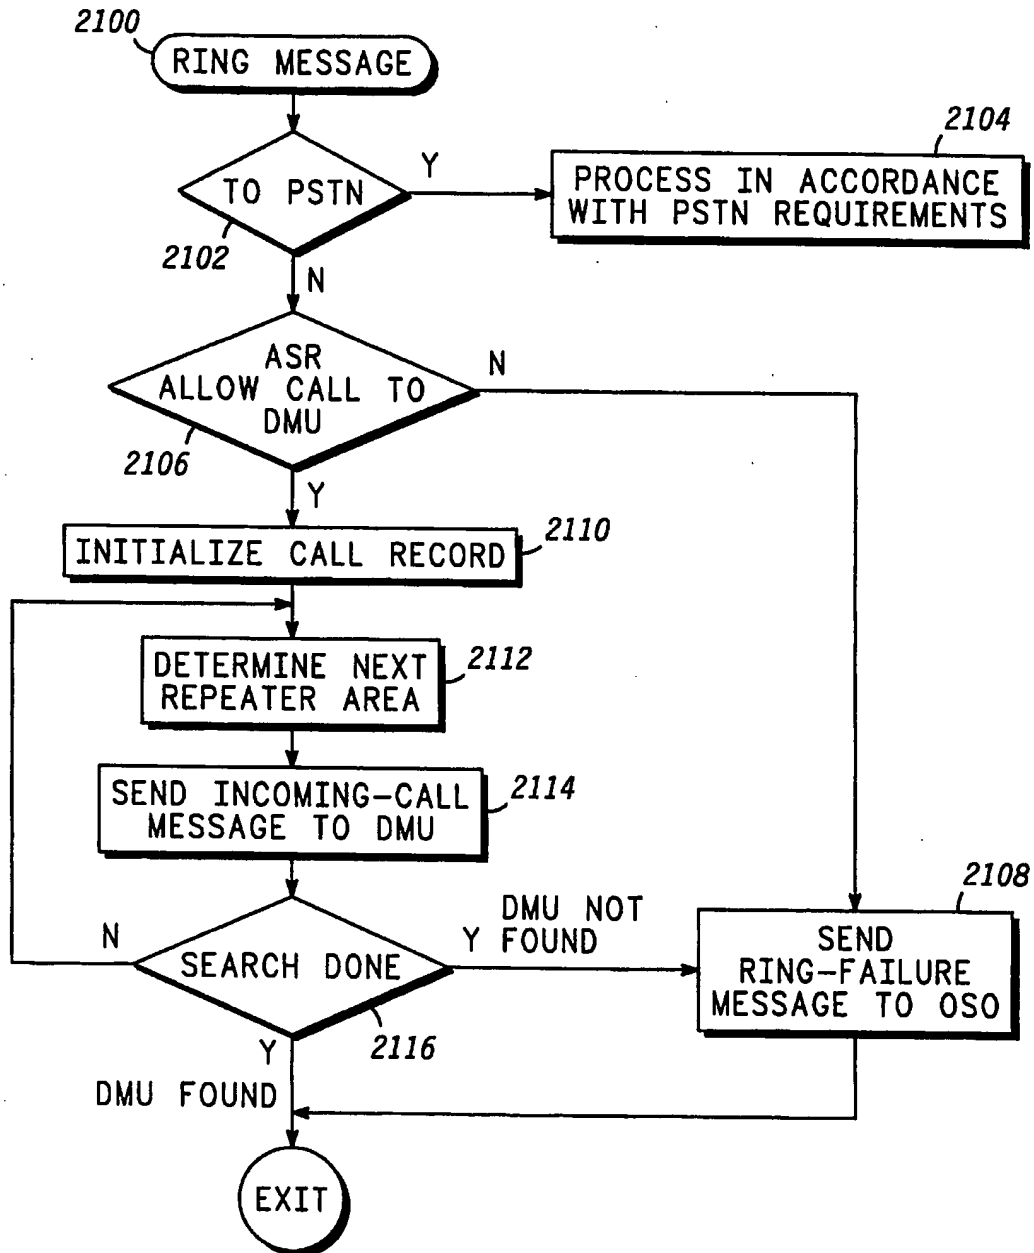 2100
RING MESSAGE
2104
TO PSTN
Y
PROCESS IN ACCORDANCE
WITH PSTN REQUIREMENTS
2102
N
ASR
ALLOW CALL TO
DMU
N
2106
Y
INITIALIZE CALL RECORD
2110
DETERMINE NEXT
REPEATER AREA
2112
SEND INCOMING-CALL
MESSAGE TO DMU
2114
N
SEARCH DONE
Y
DMU NOT
FOUND
2108
SEND
RING-FAILURE
MESSAGE TO OSO
2116
Y
DMU FOUND
EXIT